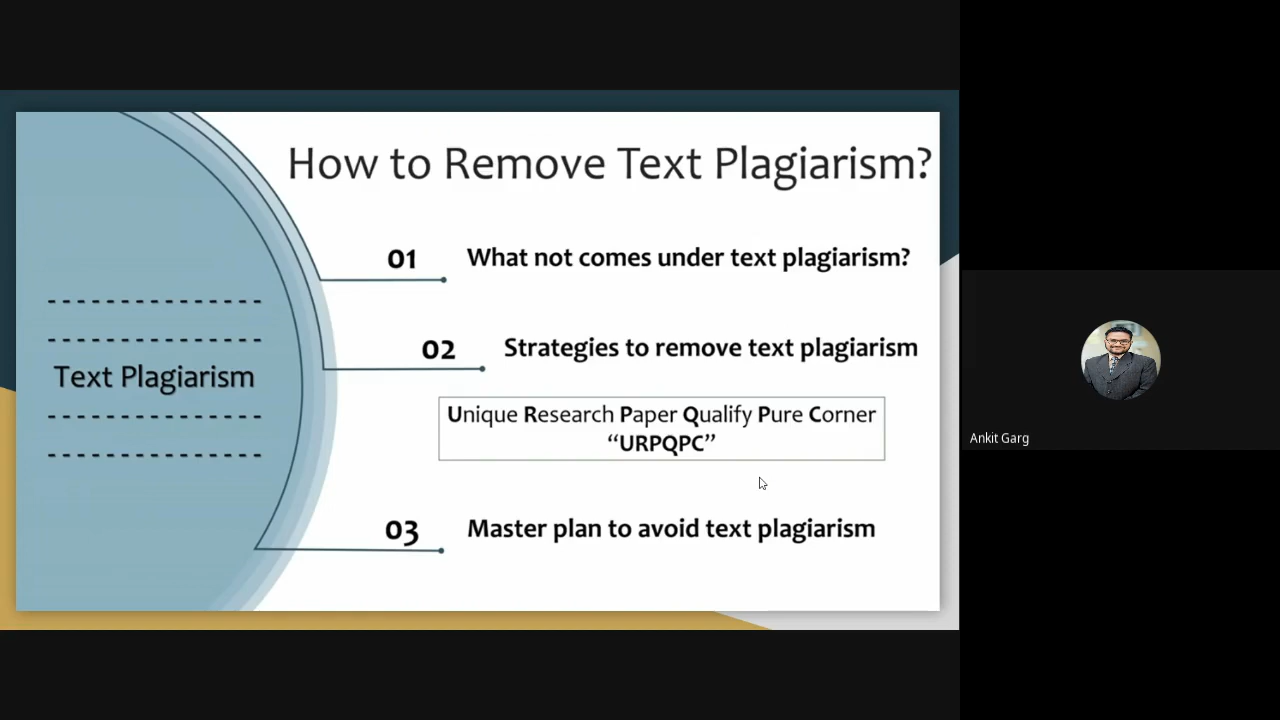 How to Remove Text Plagiarism?
01 What not comes under text plagiarism?
02 Strategies to remove text plagiarism
Text Plagiarism
Unique Research Paper Qualify Pure Corner
“URPQPC”
03 Master plan to avoid text plagiarism
Ankit Garg